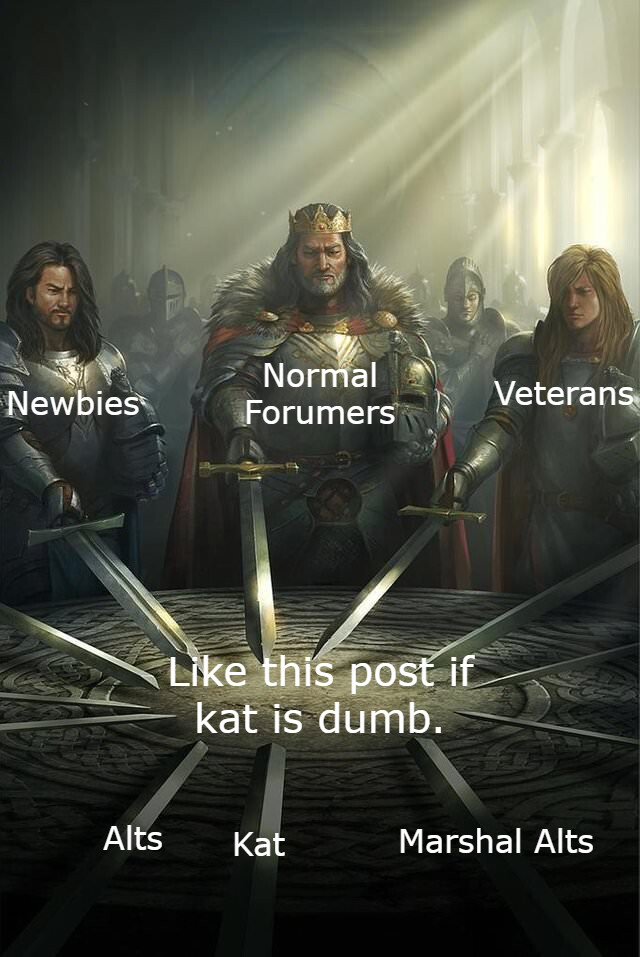 Normal
Forumers
Newbies
Veterans
Like this post if
kat is dumb.
Alts
Kat
Marshal Alts